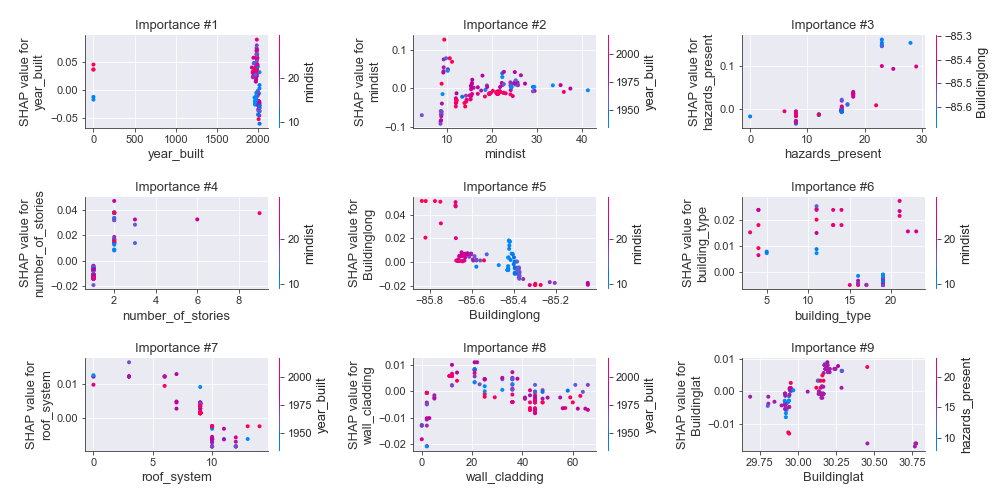 Importance #1
SHAP value for
year_built
0.05
0.00
−0.05
0
500
1000
1500
2000
year_built
20
10
mindist
Importance #2
SHAP value for
mindist
0.1
0.0
−0.1
10
20
30
40
mindist
2000
1975
1950
year_built
Importance #3
SHAP value for
hazards_present
0.1
0.0
0
10
20
30
hazards_present
−85.3
−85.4
−85.5
−85.6
Buildinglong
Importance #4
SHAP value for
number_of_stories
0.04
0.02
0.00
−0.02
2
4
6
8
number_of_stories
20
10
mindist
Importance #5
SHAP value for
Buildinglong
0.04
0.02
0.00
−0.02
−85.8
−85.6
−85.4
−85.2
Buildinglong
20
10
mindist
Importance #6
SHAP value for
building_type
0.02
0.01
0.00
5
10
15
20
building_type
20
10
mindist
Importance #7
SHAP value for
roof_system
0.01
0.00
0
5
10
roof_system
2000
1975
1950
year_built
Importance #8
SHAP value for
wall_cladding
0.01
0.00
−0.01
−0.02
0
20
40
60
wall_cladding
2000
1975
1950
year_built
Importance #9
SHAP value for
Buildinglat
0.01
0.00
−0.01
29.75
30.00
30.25
30.50
30.75
Buildinglat
20
15
10
hazards_present